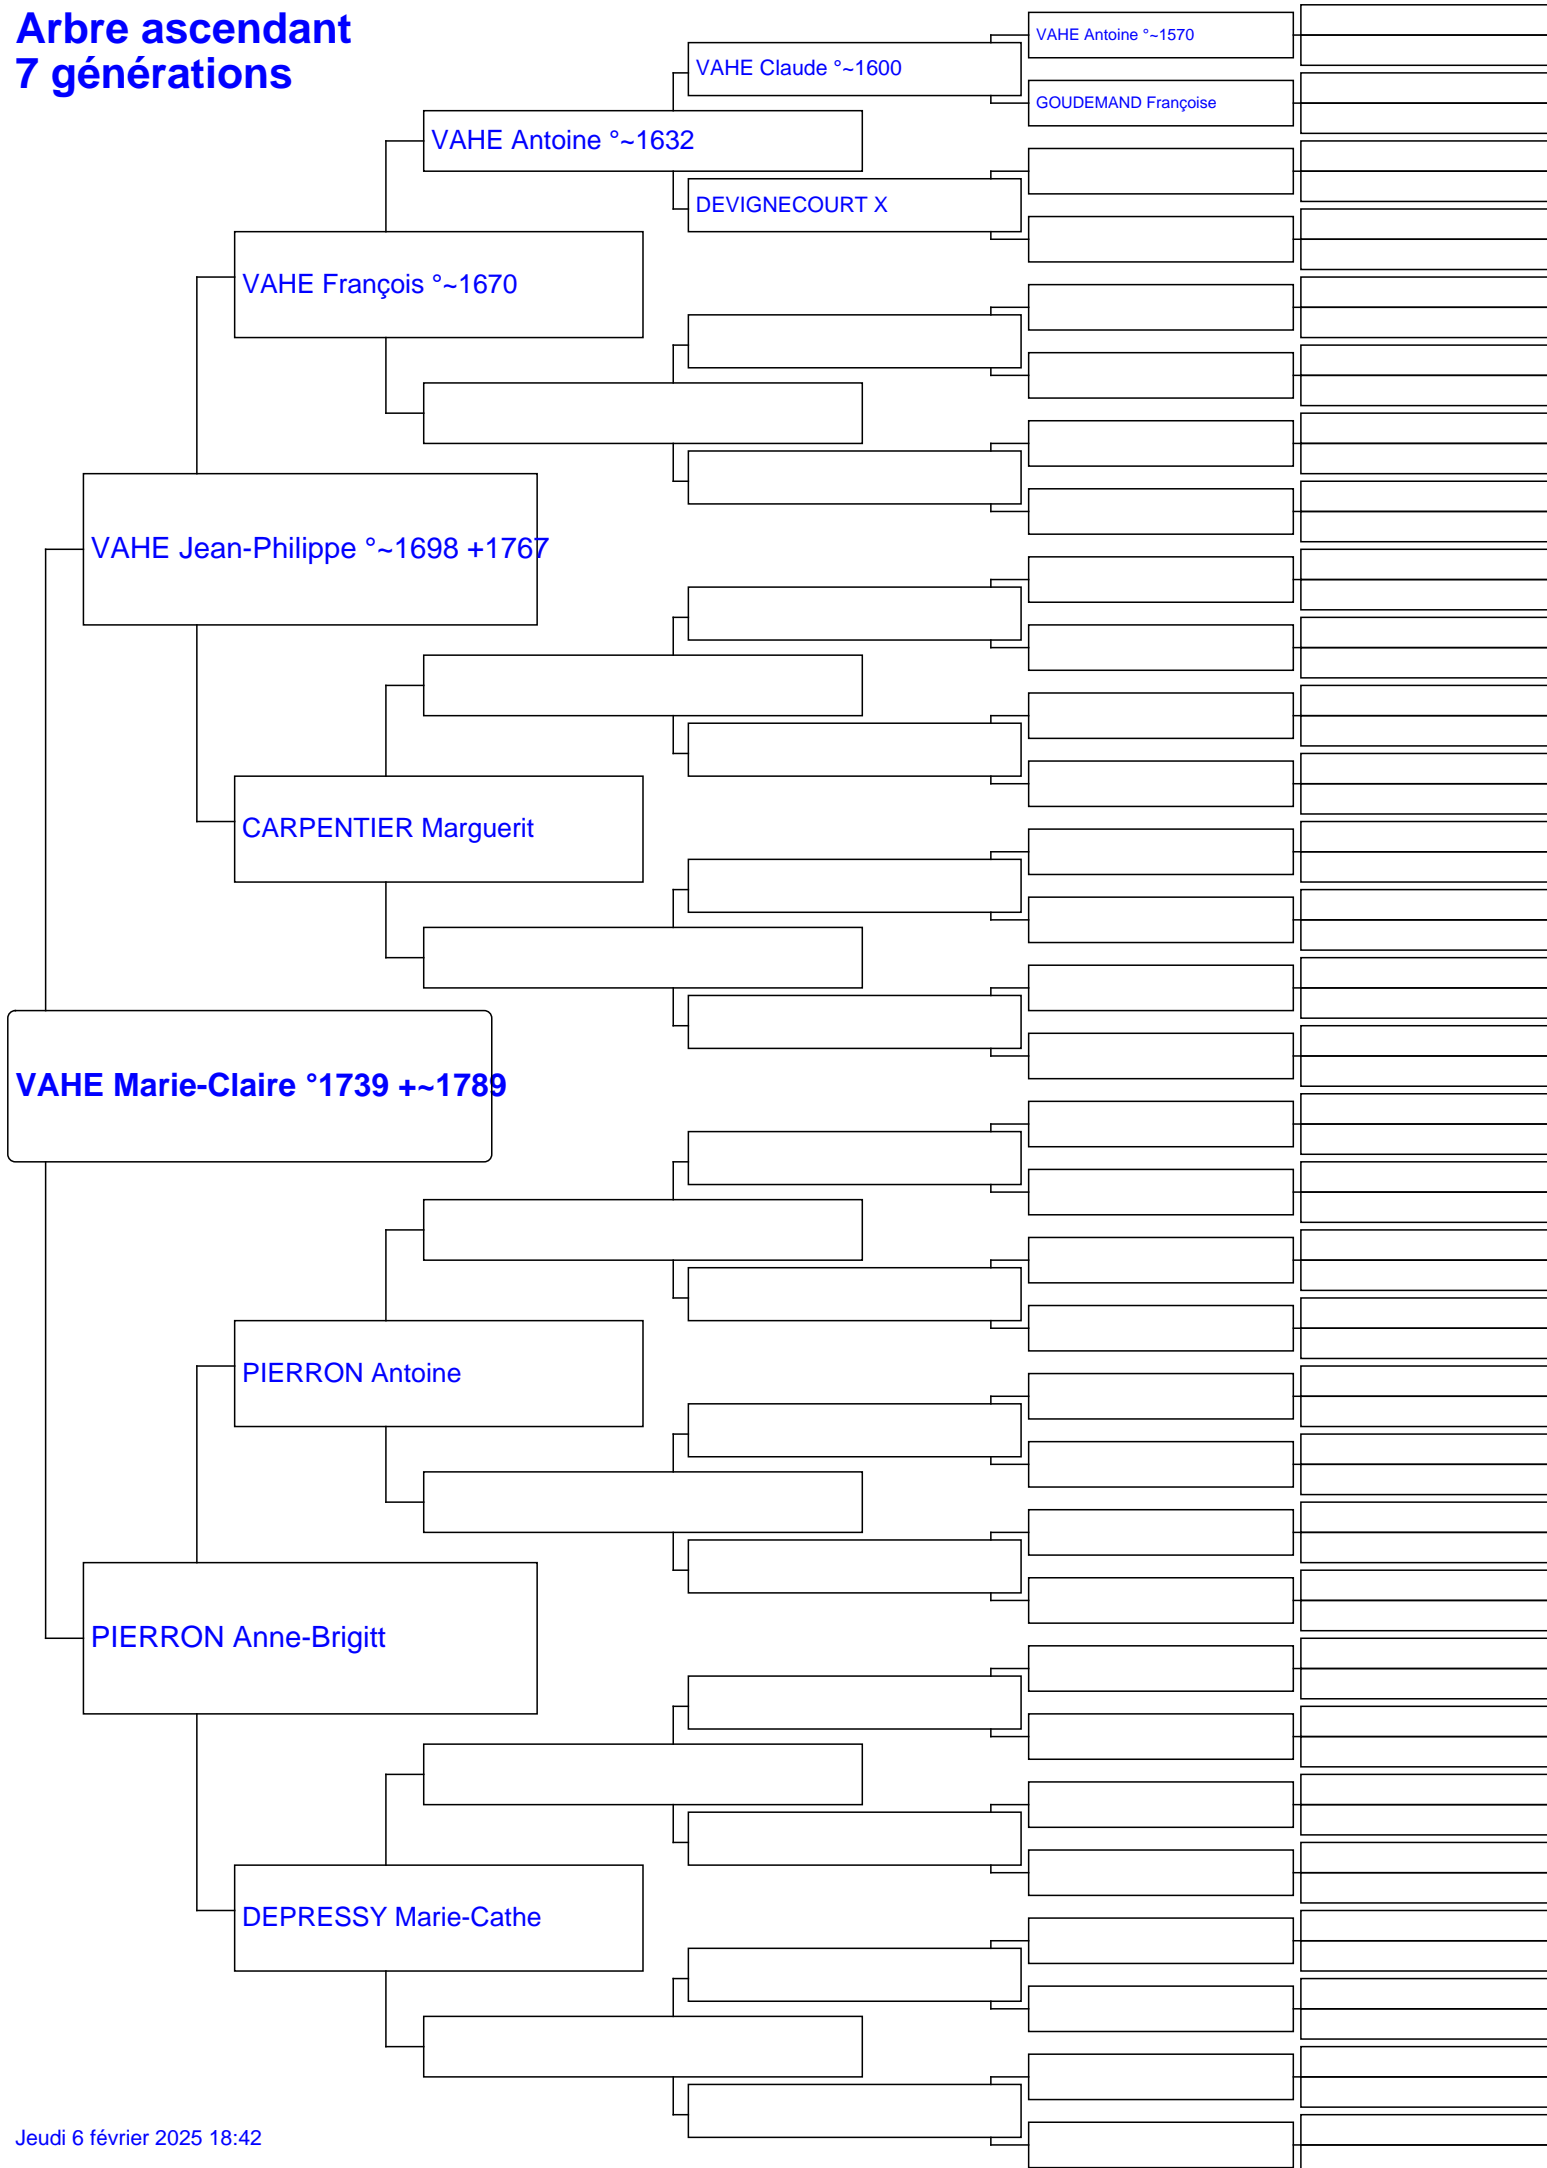 Arbre ascendant
7 générations
VAHE Antoine °~1570
VAHE Claude °~1600
GOUDEMAND Françoise
VAHE Antoine °~1632
DEVIGNECOURT X
VAHE François °~1670
VAHE Jean-Philippe °~1698 +1767
CARPENTIER Marguerit
VAHE Marie-Claire °1739 +~1789
PIERRON Antoine
PIERRON Anne-Brigitt
DEPRESSY Marie-Cathe
Jeudi 6 février 2025 18:42